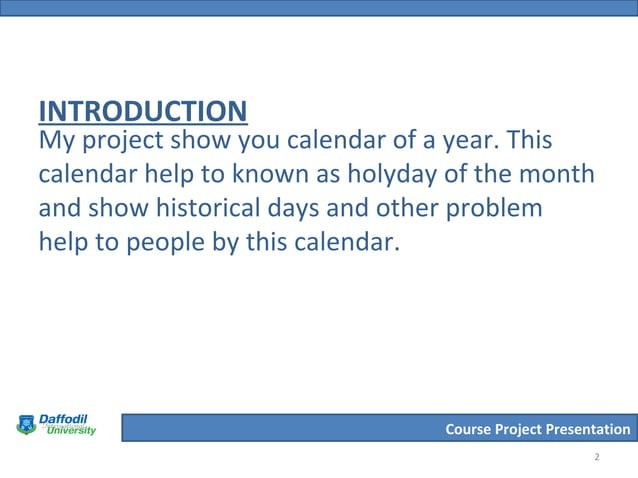 INTRODUCTION
My project show you calendar of a year. This
calendar help to known as holyday of the month
and show historical days and other problem
help to people by this calendar.
Daffodil
University
Course Project Presentation
2